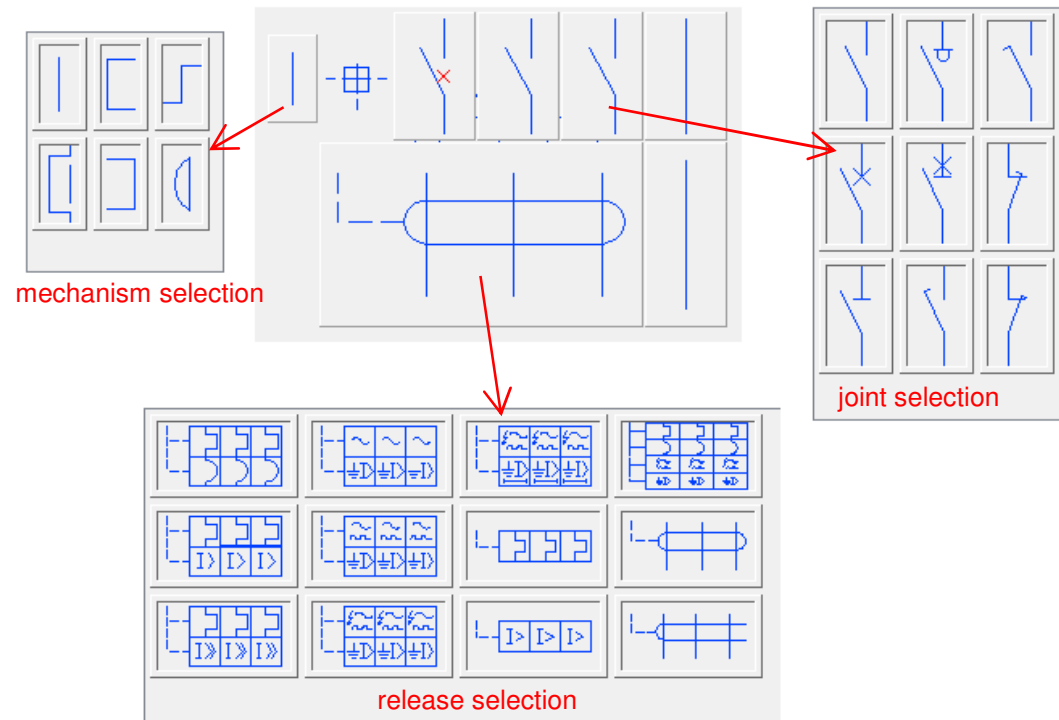 mechanism selection
joint selection
I> I> I>
I» I» I»
I> I> I>
release selection